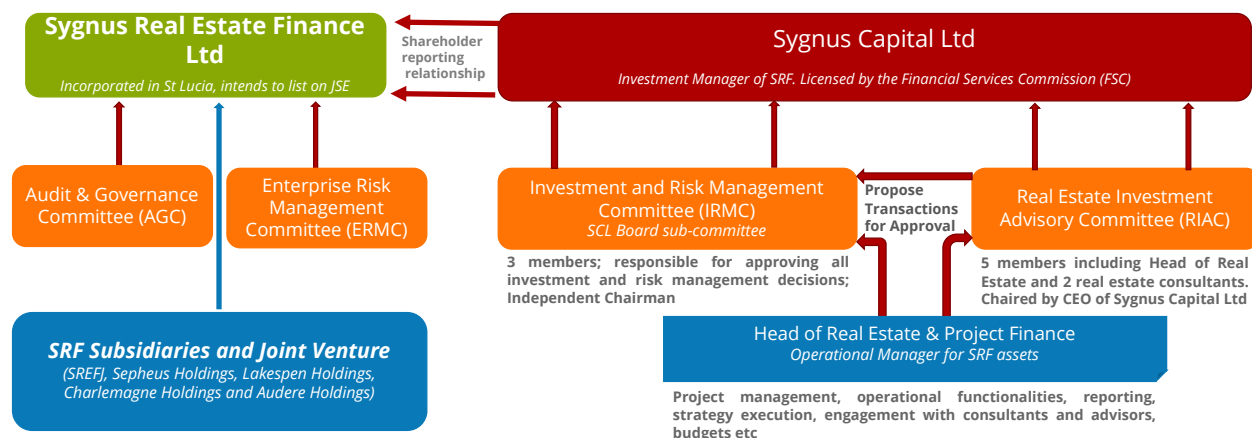 Sygnus Real Estate Finance
Ltd
Incorporated in St Lucia, intends to list on JSE
Shareholder
reporting
relationship
Sygnus Capital Ltd
Investment Manager of SRF. Licensed by the Financial Services Commission (FSC)
Audit & Governance
Committee (AGC)
Enterprise Risk
Management
Committee (ERMC)
Investment and Risk Management
Committee (IRMC)
SCL Board sub-committee
Propose
Transactions
for Approval
Real Estate Investment
Advisory Committee (RIAC)
3 members; responsible for approving all
investment and risk management decisions;
Independent Chairman
5 members including Head of Real
Estate and 2 real estate consultants.
Chaired by CEO of Sygnus Capital Ltd
SRF Subsidiaries and Joint Venture
(SREFJ, Sepheus Holdings, Lakespen Holdings,
Charlemagne Holdings and Audere Holdings)
Head of Real Estate & Project Finance
Operational Manager for SRF assets
Project management, operational functionalities, reporting,
strategy execution, engagement with consultants and advisors,
budgets etc